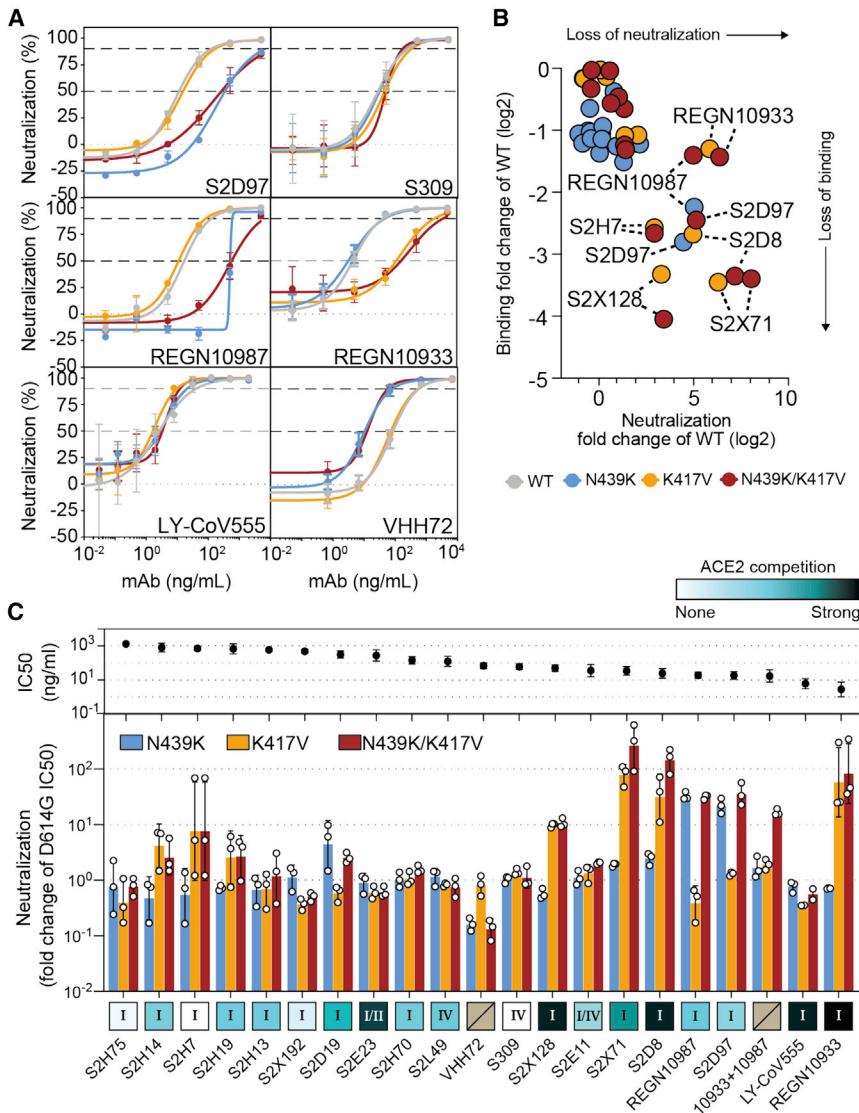 A
B
Neutralization (%)
100
75
50
25
0
-25
S2D97
S309
Neutralization (%)
100
75
50
25
0
-25
50
REGN10987
REGN10933
Neutralization (%)
100
75
50
25
0
-25
-50
LY-CoV555
VHH72
10-2 100 102 104
10-2 100 102 104
mAb (ng/mL)
mAb (ng/mL)
Loss of neutralization
Binding fold change of WT (log2)
0
-1
-2
-3
-4
-5
REGN10933
REGN10987
S2D97
S2H7
S2D8
S2D97
S2X128
S2X71
Loss of binding
0 5 10
Neutralization
fold change of WT (log2)
WT N439K K417V N439K/K417V
ACE2 competition
None Strong
C
IC50
(ng/ml)
103
101
10-1
N439K K417V N439K/K417V
Neutralization
(fold change of D614G IC50)
102
101
100
10-1
10-2
I I I I I I I I/II I IV IV I I/IV I I I I I I
S2H75
S2H14
S2H7
S2H19
S2H13
S2X192
S2D19
S2E23
S2H70
S2L49
VHH72
S309
S2X128
S2E11
S2X71
S2D8
REGN10987
S2D97
10933+10987
LY-CoV555
REGN10933